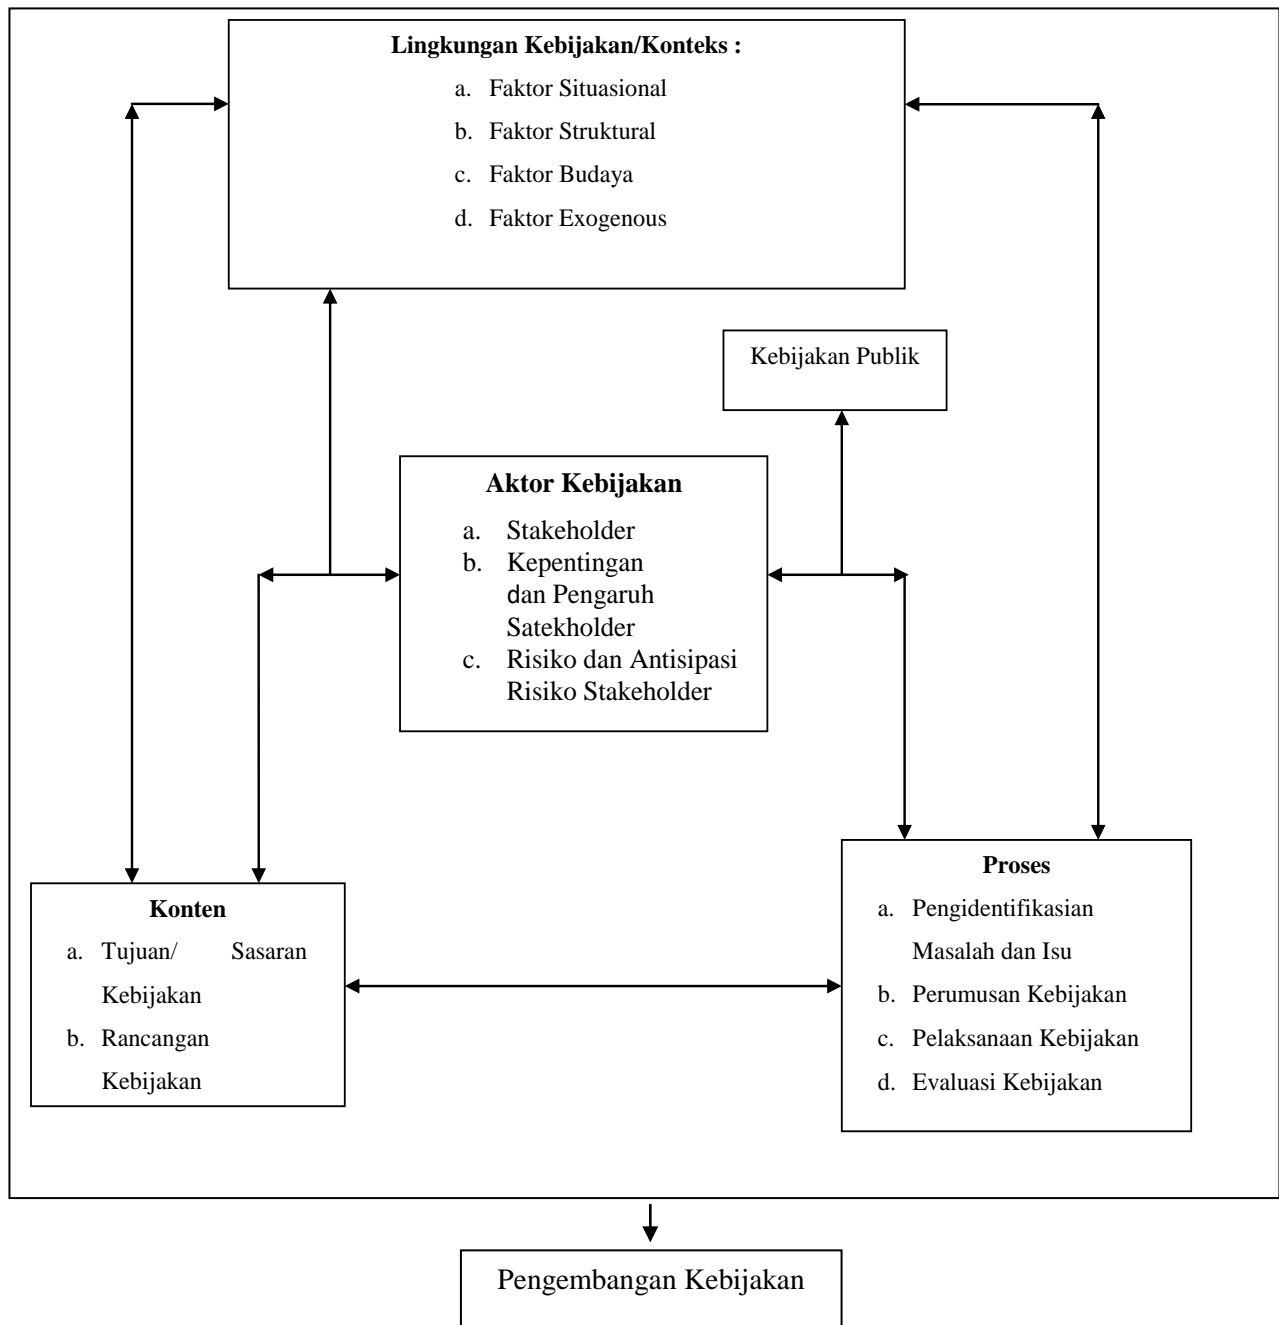 Lingkungan Kebijakan/Konteks :
a. Faktor Situasional
b. Faktor Struktural
c. Faktor Budaya
d. Faktor Exogenous
Kebijakan Publik
Aktor Kebijakan
a. Stakeholder
b. Kepentingan
dan Pengaruh
Satekholder
c. Risiko dan Antisipasi
Risiko Stakeholder
Konten
a. Tujuan/ Sasaran
Kebijakan
b. Rancangan
Kebijakan
Proses
a. Pengidentifikasian
Masalah dan Isu
b. Perumusan Kebijakan
c. Pelaksanaan Kebijakan
d. Evaluasi Kebijakan
Pengembangan Kebijakan